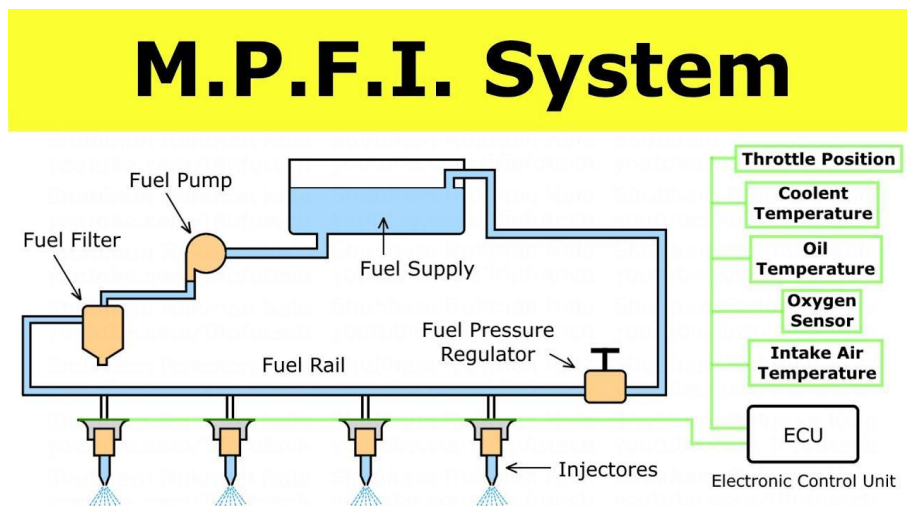 M.P.F.I. System
Fuel Pump
Fuel Filter
Fuel Supply
Fuel Pressure
Regulator
Fuel Rail
Injectores
Throttle Position
Coolent
Temperature
Oil
Temperature
Oxygen
Sensor
Intake Air
Temperature
ECU
Electronic Control Unit